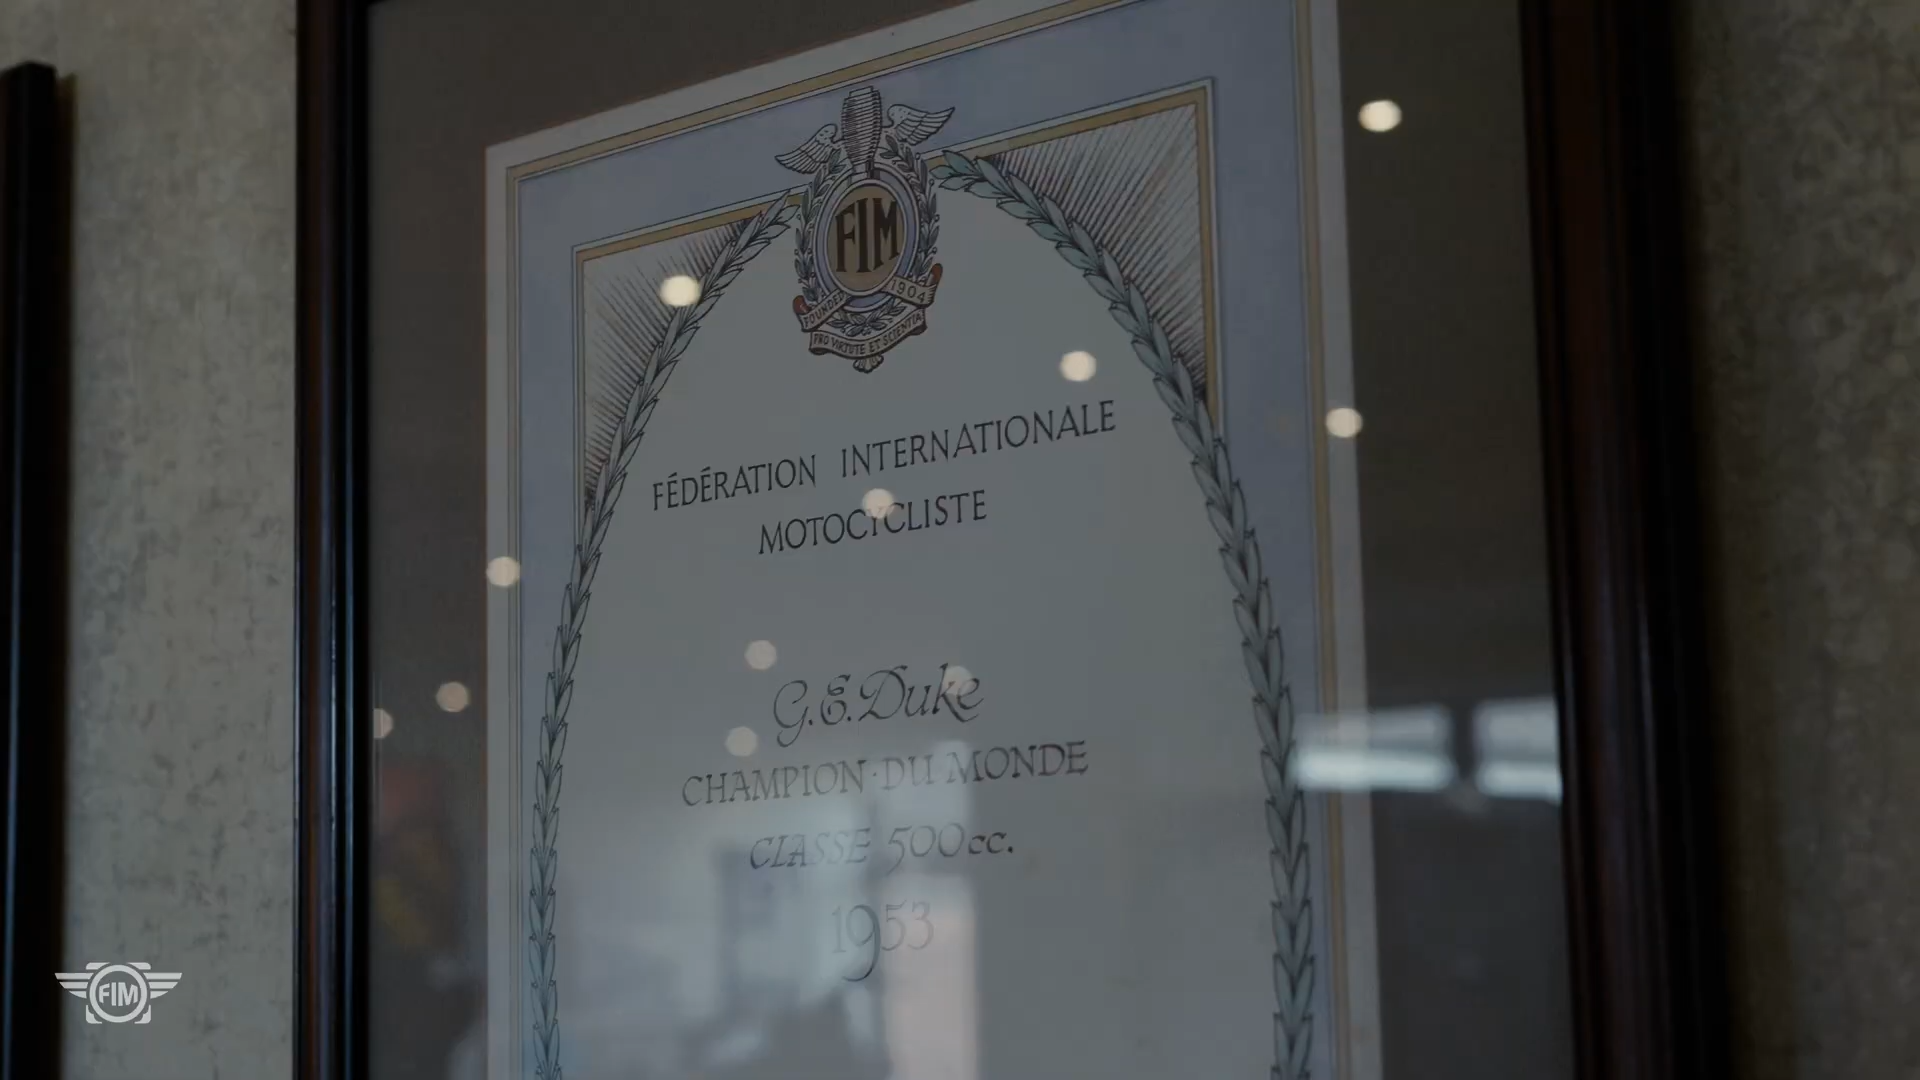 FIM
FOUNDED 1904
PRO VIRTUTE ET SCIENTIA
FÉDÉRATION INTERNATIONALE
MOTOCYCLISTE
G.E.Duke
CHAMPION·DU MONDE
CLASSE 500cc.
1953
FIM